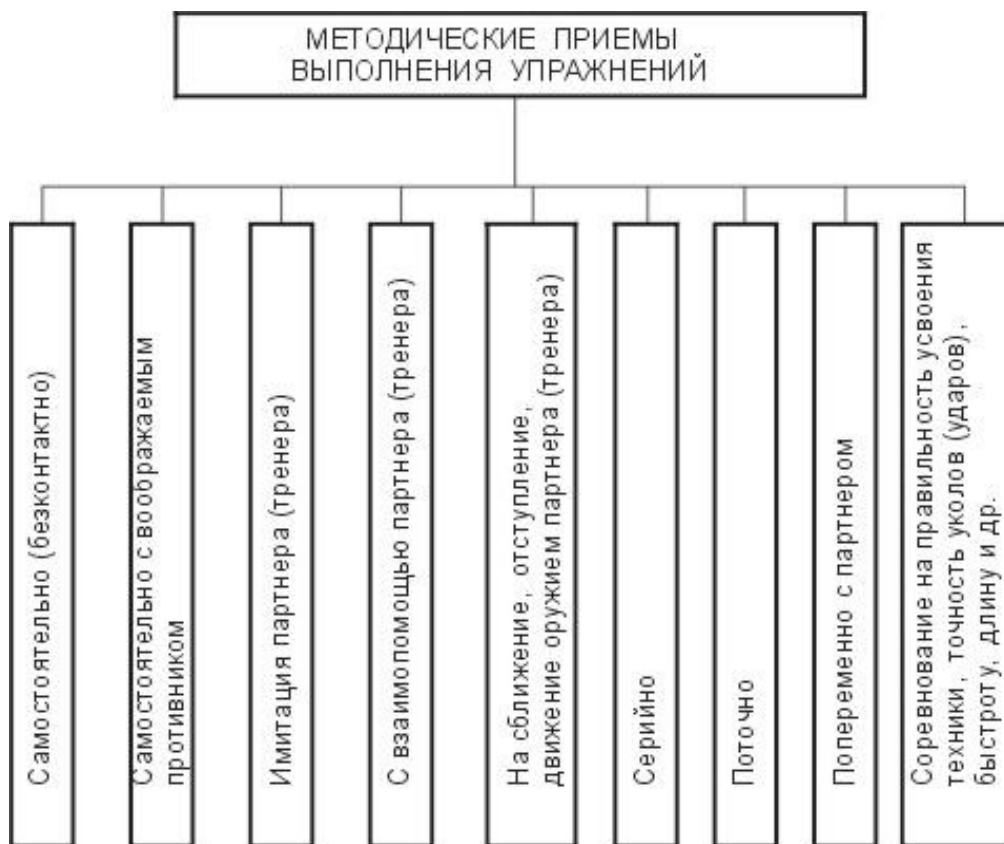 МЕТОДИЧЕСКИЕ ПРИЕМЫ
ВЫПОЛНЕНИЯ УПРАЖНЕНИЙ
Самостоятельно (безконтактно)
Самостоятельно с воображаемым
противником
Имитация партнера (тренера)
С взаимопомощью партнера (тренера)
На сближение, отступление,
движение оружием партнера (тренера)
Серийно
Поточно
Попеременно с партнером
Соревнование на правильность усвоения
техники, точность уколов (ударов),
быстроту, длину и др.